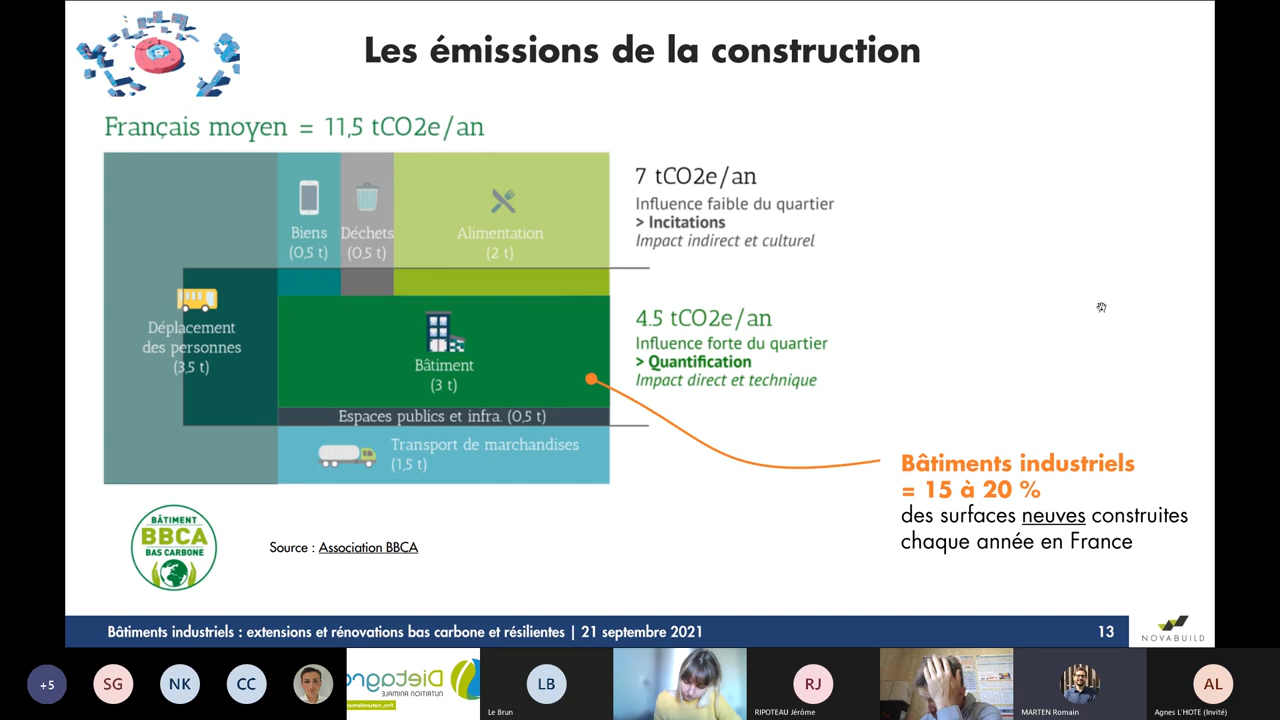 Les émissions de la construction
Français moyen = 11,5 tCO2e/an
Biens
(0,5 t)
Déchets
(0,5 t)
Alimentation
(2 t)
7 tCO2e/an
Influence faible du quartier
> Incitations
Impact indirect et culturel
Déplacement
des personnes
(3,5 t)
Bâtiment
(3 t)
4.5 tCO2e/an
Influence forte du quartier
> Quantification
Impact direct et technique
Espaces publics et infra. (0,5 t)
Transport de marchandises
(1,5 t)
Bâtiments industriels
= 15 à 20 %
des surfaces neuves construites
chaque année en France
BÂTIMENT
BBCA
BAS CARBONE
Source : Association BBCA
Bâtiments industriels : extensions et rénovations bas carbone et résilientes | 21 septembre 2021
13
NOVABUILD
+5
SG
NK
CC
Dietagro
NUTRITION ANIMALE
LB
Le Brun
RJ
RIPOTEAU Jérôme
MARTEN Romain
AL
Agnes L'HOTE (Invité)